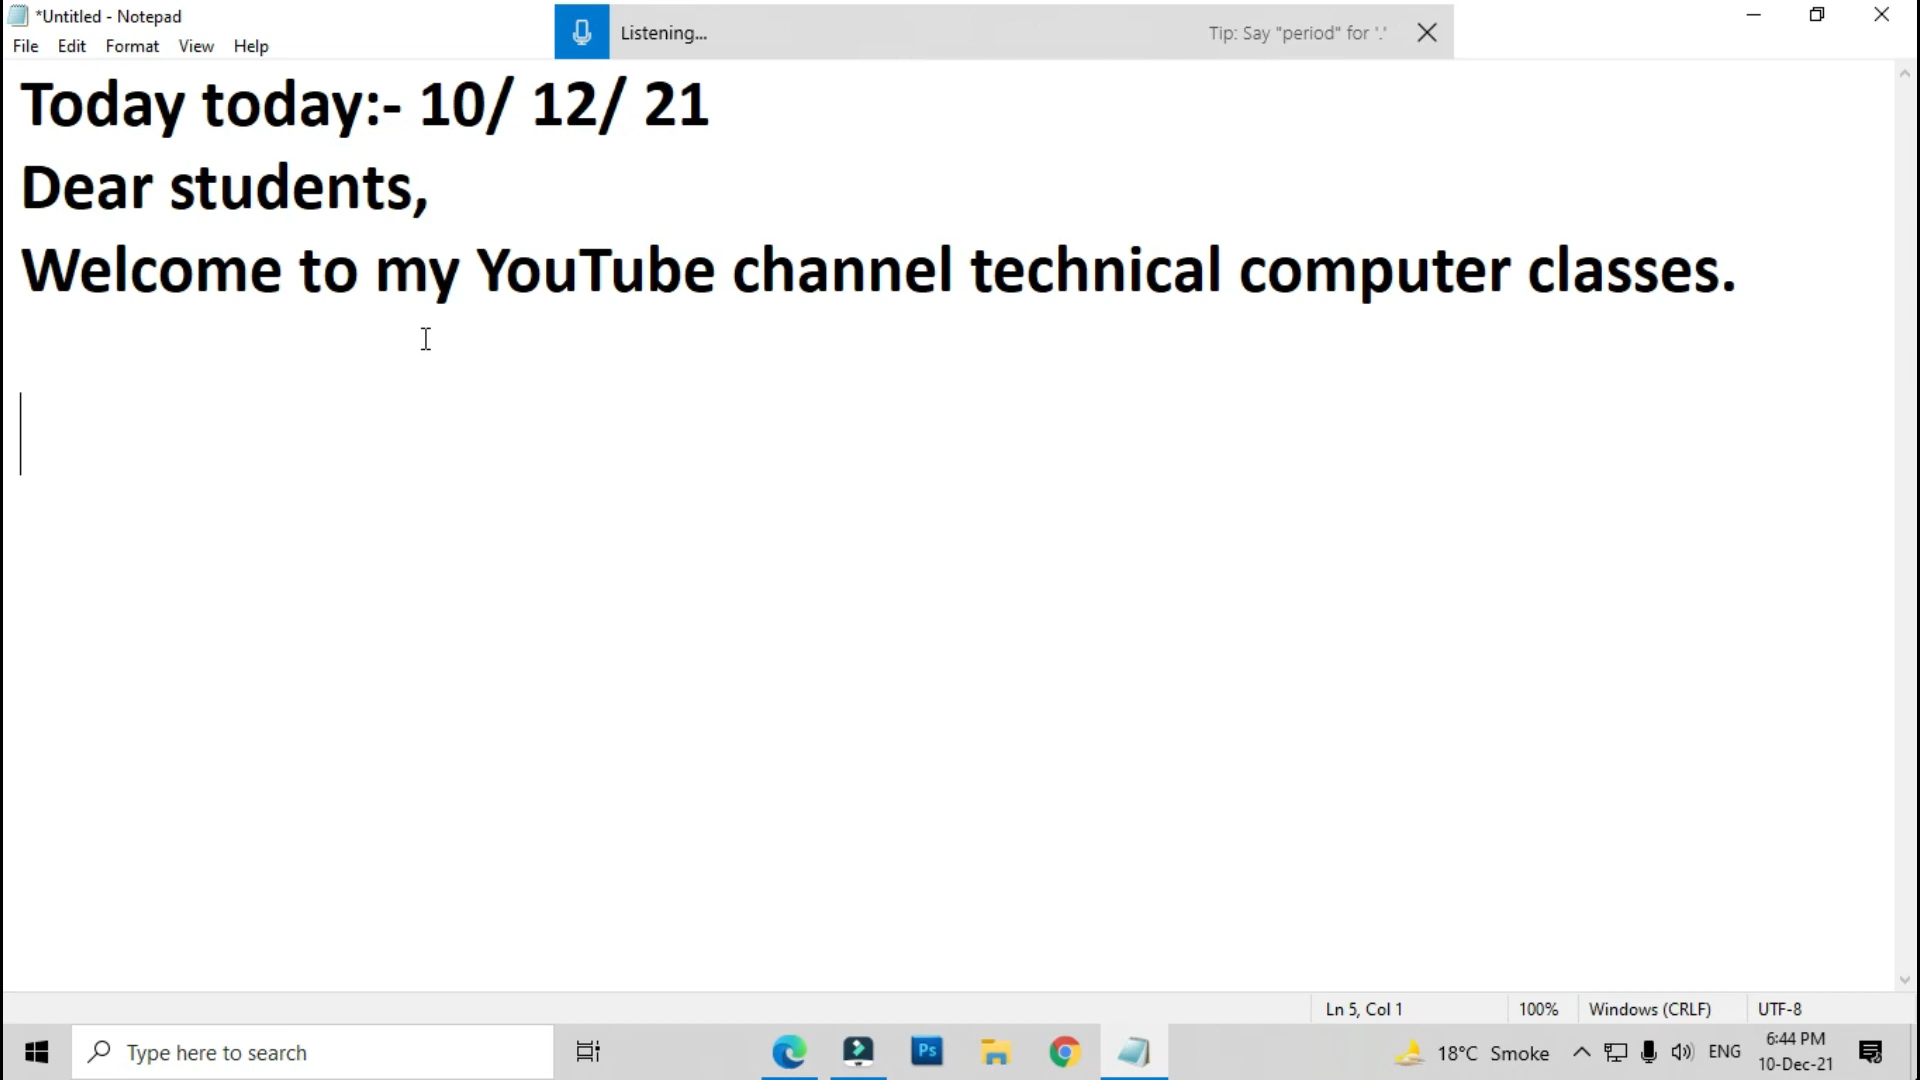 *Untitled - Notepad
File Edit Format View Help
Listening... Tip: Say "period" for '.'
Today today:- 10/ 12/ 21
Dear students,
Welcome to my YouTube channel technical computer classes.
Ln 5, Col 1 100% Windows (CRLF) UTF-8
Type here to search Ps 18°C Smoke ENG 6:44 PM
10-Dec-21